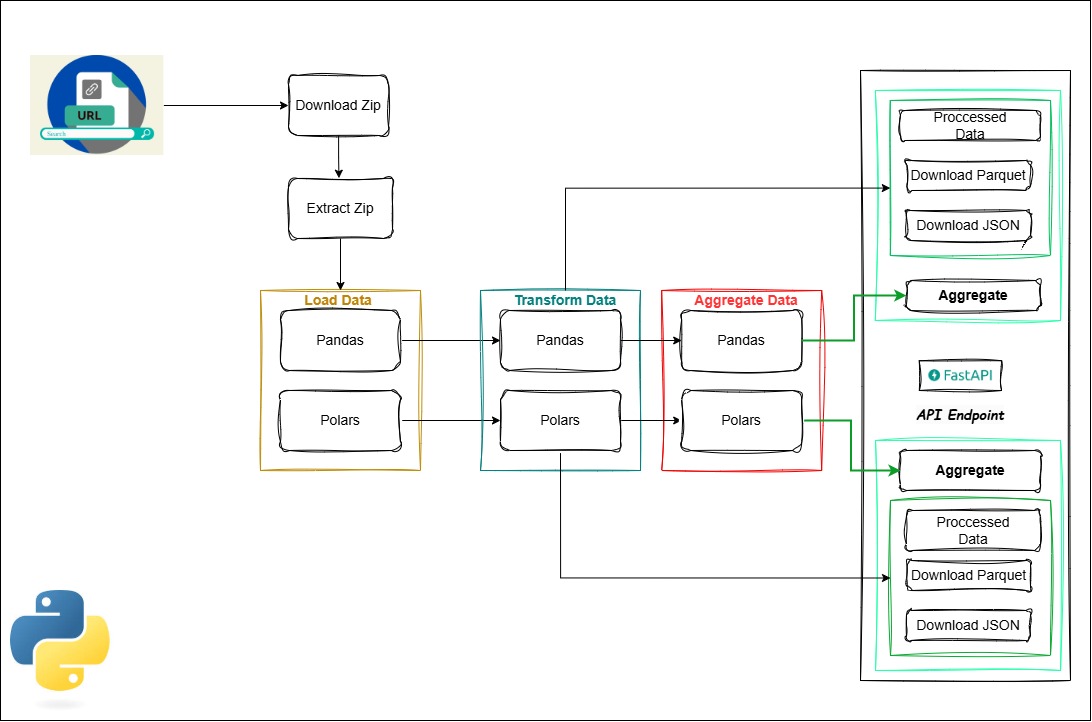 URL
Search
Download Zip
Extract Zip
Load Data
Pandas
Polars
Transform Data
Pandas
Polars
Aggregate Data
Pandas
Polars
Proccessed
Data
Download Parquet
Download JSON
Aggregate
FastAPI
API Endpoint
Aggregate
Proccessed
Data
Download Parquet
Download JSON